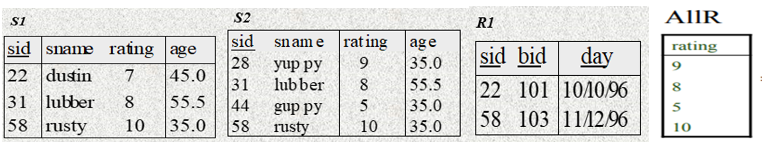 S1
sid sname rating age
22 dustin 7 45.0
31 lubber 8 55.5
58 rusty 10 35.0
S2
sid sname rating age
28 yuppy 9 35.0
31 lubber 8 55.5
44 guppy 5 35.0
58 rusty 10 35.0
R1
sid bid day
22 101 10/10/96
58 103 11/12/96
AllR
rating
9
8
5
10